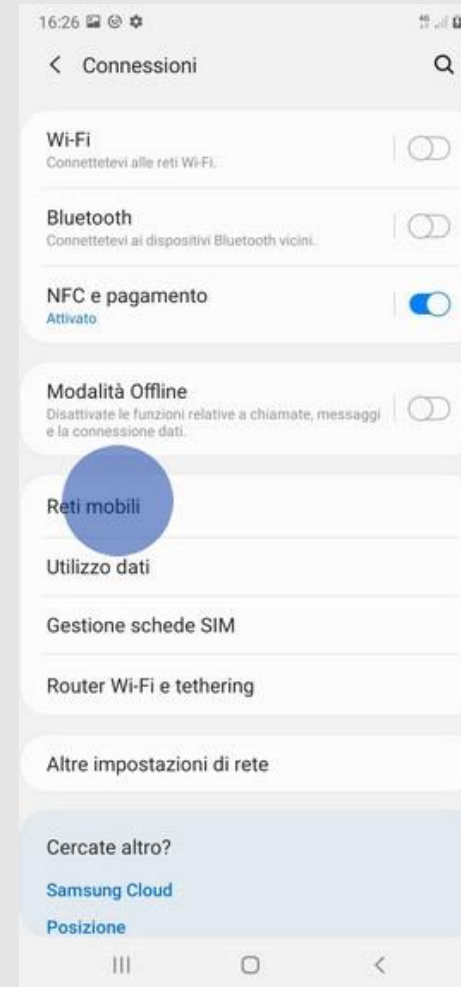 16:26
Connessioni
Wi-Fi
Connettetevi alle reti Wi-Fi.
Bluetooth
Connettetevi ai dispositivi Bluetooth vicini.
NFC e pagamento
Attivato
Modalità Offline
Disattivate le funzioni relative a chiamate, messaggi
e la connessione dati.
Reti mobili
Utilizzo dati
Gestione schede SIM
Router Wi-Fi e tethering
Altre impostazioni di rete
Cercate altro?
Samsung Cloud
Posizione